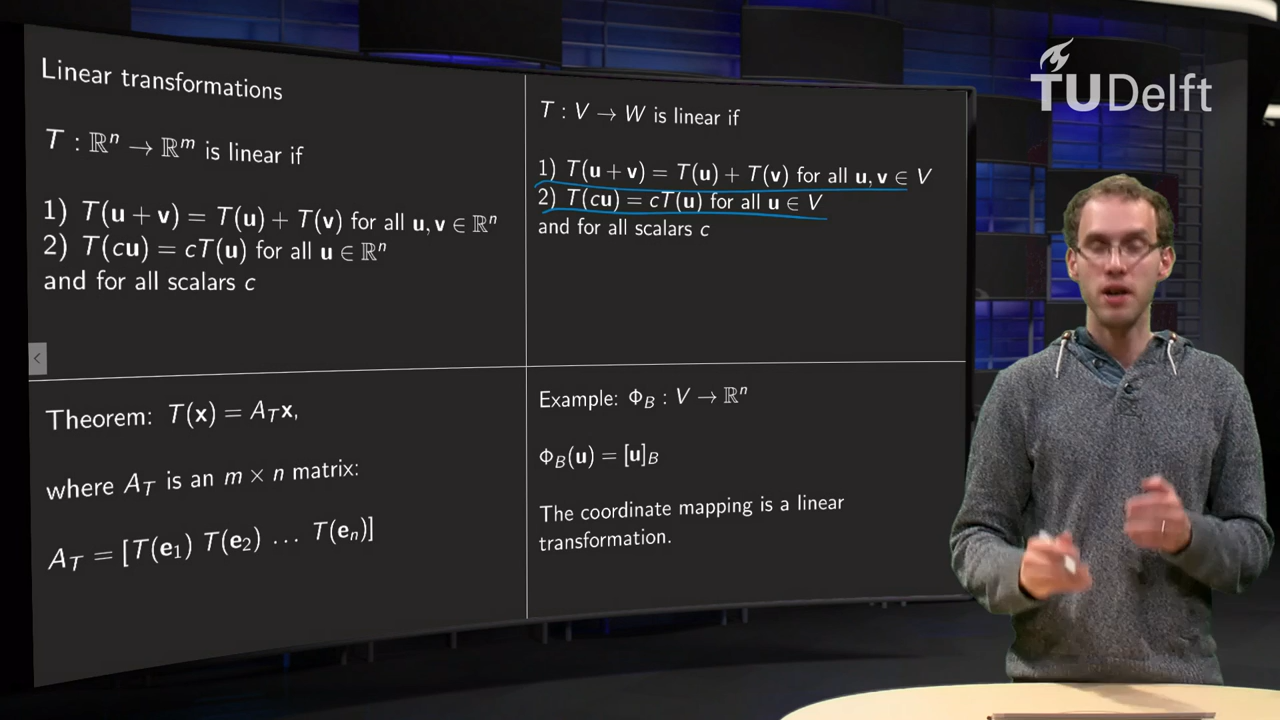 Linear transformations
T : ℝⁿ → ℝᵐ is linear if
1) T(u + v) = T(u) + T(v) for all u, v ∈ ℝⁿ
2) T(cu) = cT(u) for all u ∈ ℝⁿ
and for all scalars c
T : V → W is linear if
1) T(u + v) = T(u) + T(v) for all u, v ∈ V
2) T(cu) = cT(u) for all u ∈ V
and for all scalars c
Theorem: T(x) = A_T x,
where A_T is an m × n matrix:
A_T = [T(e₁) T(e₂) … T(eₙ)]
Example: Φ_B : V → ℝⁿ
Φ_B(u) = [u]_B
The coordinate mapping is a linear
transformation.
TUDelft